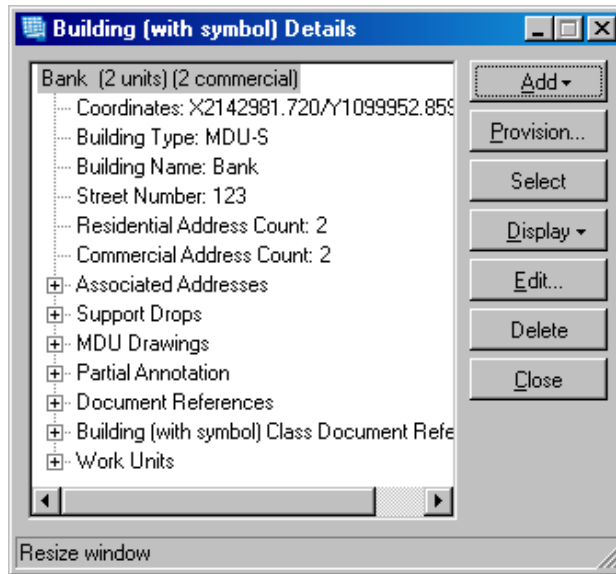 Building (with symbol) Details
Bank (2 units) (2 commercial)
Coordinates: X2142981.720/Y1099952.859
Building Type: MDU-S
Building Name: Bank
Street Number: 123
Residential Address Count: 2
Commercial Address Count: 2
Associated Addresses
Support Drops
MDU Drawings
Partial Annotation
Document References
Building (with symbol) Class Document Refe
Work Units
Add
Provision...
Select
Display
Edit...
Delete
Close
Resize window